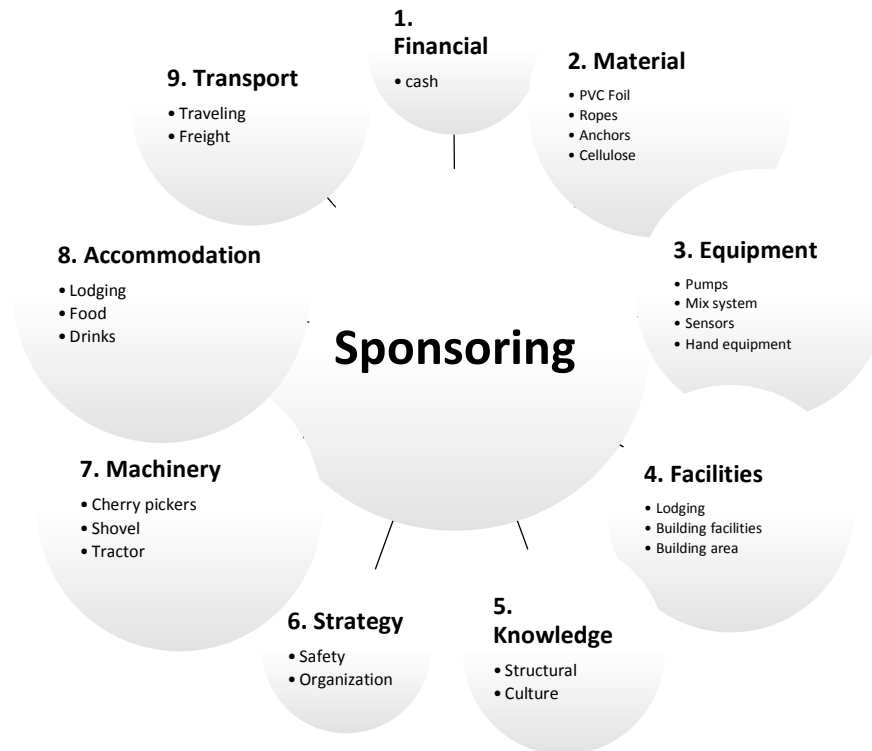 1.
Financial
• cash
2. Material
• PVC Foil
• Ropes
• Anchors
• Cellulose
3. Equipment
• Pumps
• Mix system
• Sensors
• Hand equipment
4. Facilities
• Lodging
• Building facilities
• Building area
5.
Knowledge
• Structural
• Culture
6. Strategy
• Safety
• Organization
7. Machinery
• Cherry pickers
• Shovel
• Tractor
8. Accommodation
• Lodging
• Food
• Drinks
9. Transport
• Traveling
• Freight
Sponsoring